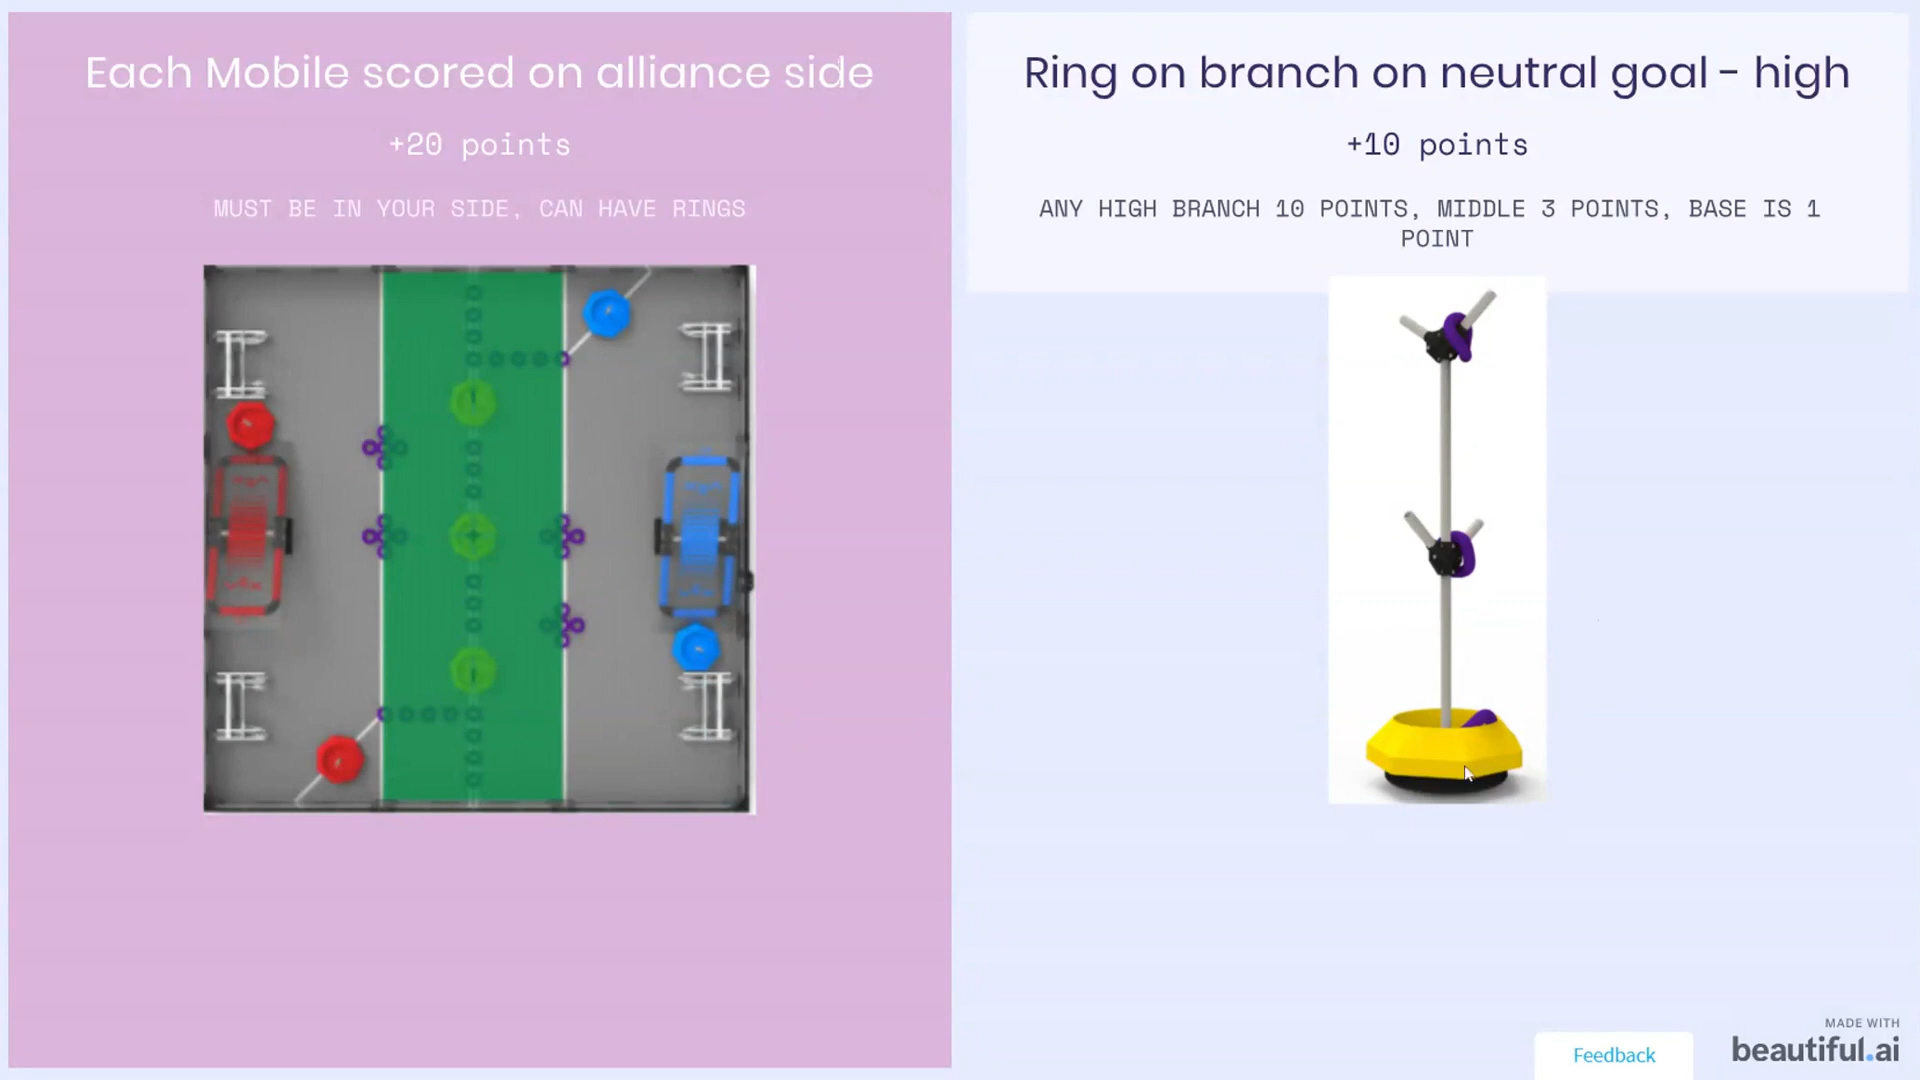 Each Mobile scored on alliance side
+20 points
MUST BE IN YOUR SIDE, CAN HAVE RINGS
Ring on branch on neutral goal - high
+10 points
ANY HIGH BRANCH 10 POINTS, MIDDLE 3 POINTS, BASE IS 1
POINT
Feedback
MADE WITH
beautiful.ai